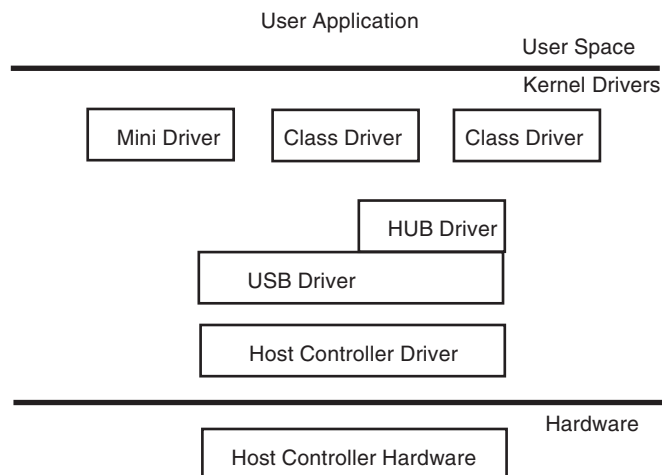 User Application
User Space
Kernel Drivers
Mini Driver
Class Driver
Class Driver
HUB Driver
USB Driver
Host Controller Driver
Hardware
Host Controller Hardware